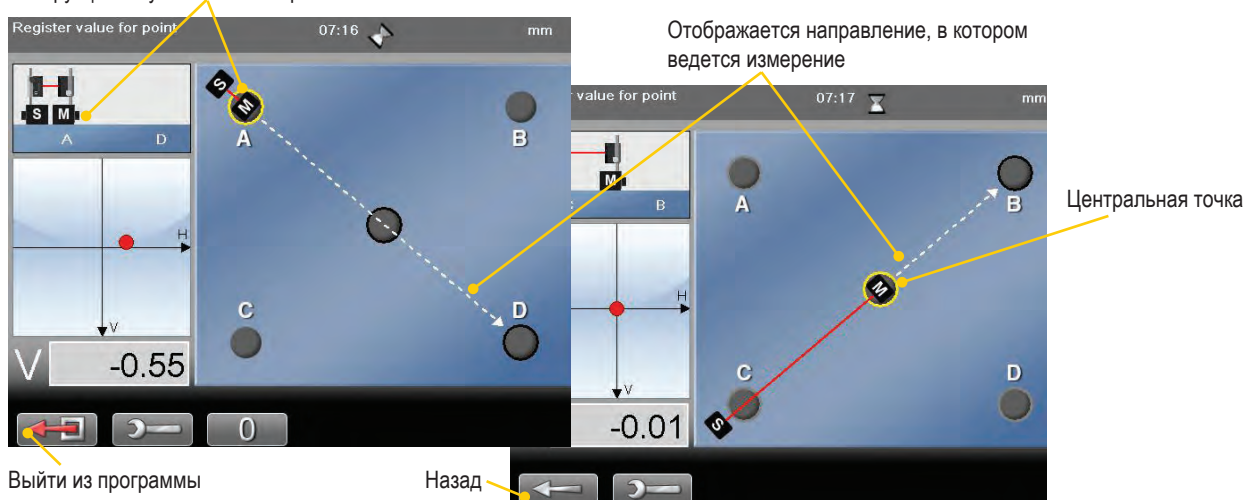 Register value for point 07:16 mm
S M
A D
H
V
V -0.55
0
S
M
A
B
C
D
Отображается направление, в котором
ведется измерение
value for point 07:17 mm
M
B
H
V
-0.01
A
B
M
C
D
S
Центральная точка
Выйти из программы
Назад